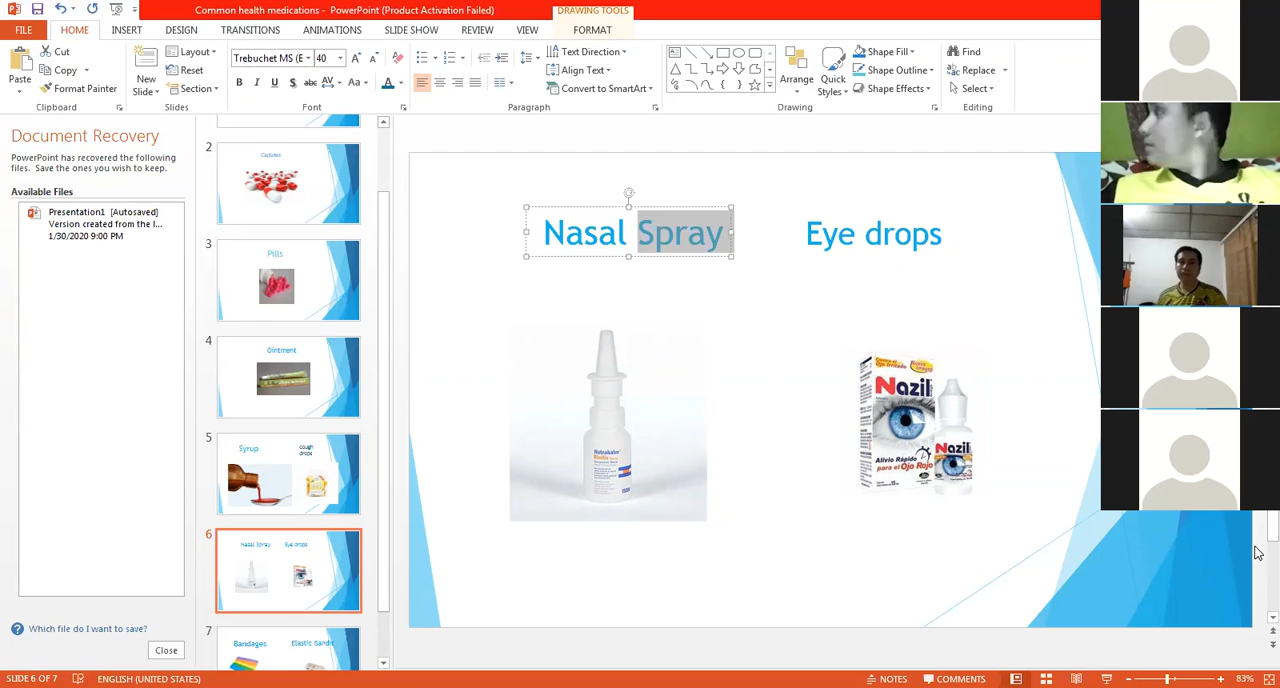 Common health medications - PowerPoint (Product Activation Failed)
DRAWING TOOLS
FILE HOME INSERT DESIGN TRANSITIONS ANIMATIONS SLIDE SHOW REVIEW VIEW FORMAT
Paste
Cut
Copy
Format Painter
Clipboard
New Slide
Layout
Reset
Section
Slides
Trebuchet MS (E 40
B I U S abc AV Aa A
Font
Text Direction
Align Text
Convert to SmartArt
Paragraph
Arrange
Quick Styles
Shape Fill
Shape Outline
Shape Effects
Drawing
Find
Replace
Select
Editing
Document Recovery
PowerPoint has recovered the following
files. Save the ones you wish to keep.
Available Files
Presentation1 [Autosaved]
Version created from the l...
1/30/2020 9:00 PM
Which file do I want to save?
Close
2
Capsules
3
Pills
4
Ointment
5
Syrup
cough
drops
6
Nasal Spray Eye drops
7
Bandages
Nasal Spray
Eye drops
Nazil
Alivio Rápido
para el Ojo Rojo
Nazil
SLIDE 6 OF 7
ENGLISH (UNITED STATES)
NOTES
COMMENTS
83%